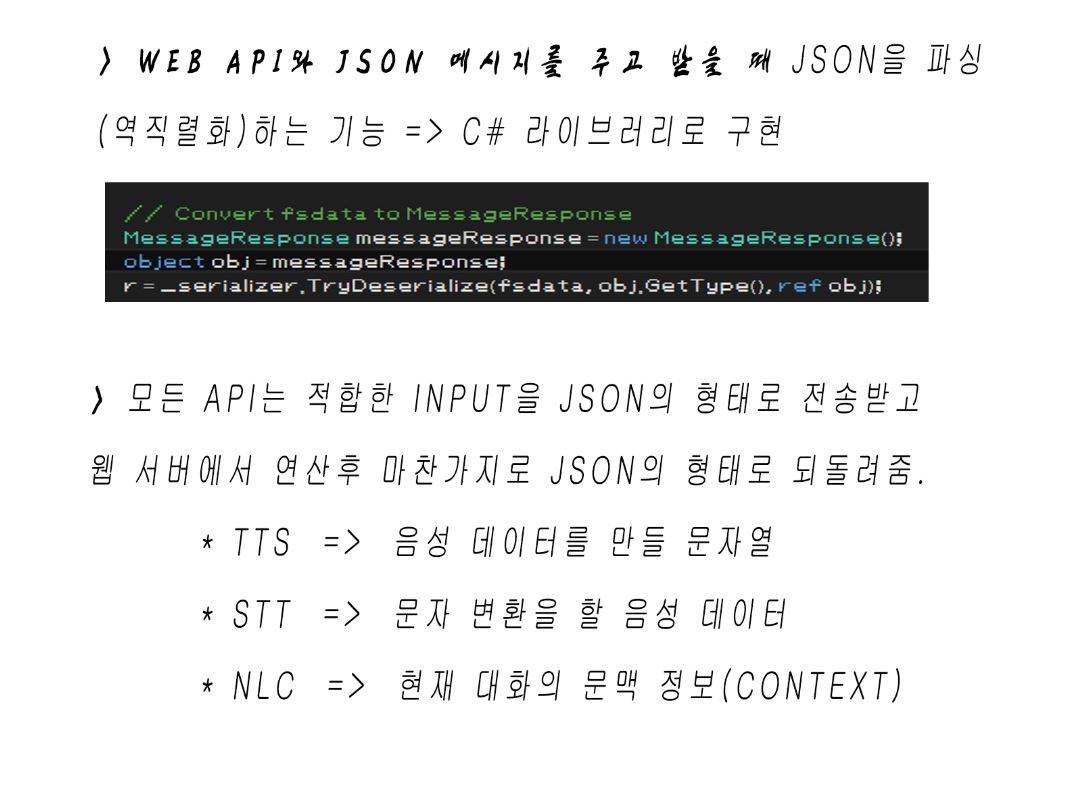 > WEB API와 JSON 메시지를 주고 받을 때 JSON을 파싱
(역직렬화)하는 기능 => C# 라이브러리로 구현
// Convert fsdata to MessageResponse
MessageResponse messageResponse = new MessageResponse();
object obj = messageResponse;
r = _serializer.TryDeserialize(fsdata, obj.GetType(), ref obj);
> 모든 API는 적합한 INPUT을 JSON의 형태로 전송받고
웹 서버에서 연산후 마찬가지로 JSON의 형태로 되돌려줌.
* TTS => 음성 데이터를 만들 문자열
* STT => 문자 변환을 할 음성 데이터
* NLC => 현재 대화의 문맥 정보(CONTEXT)